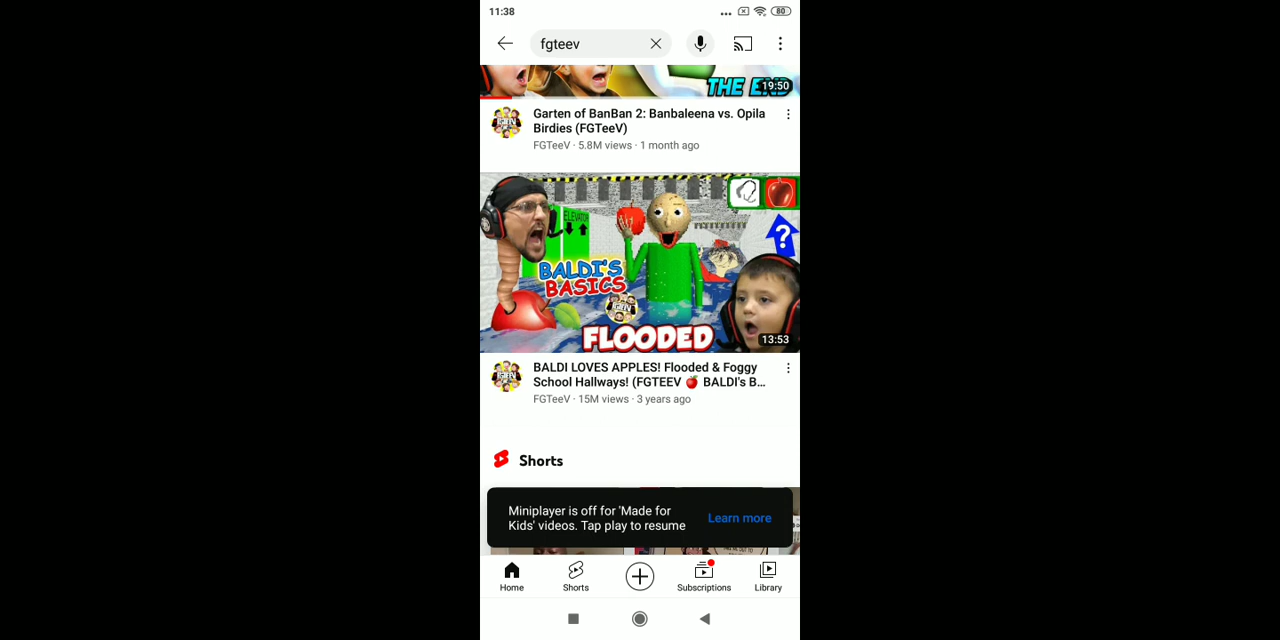 11:38
80
fgteev
THE END
19:50
Garten of BanBan 2: Banbaleena vs. Opila
Birdies (FGTeeV)
FGTeeV · 5.8M views · 1 month ago
ELEVATOR
?
BALDI'S
BASICS
FGTEEV
FLOODED
13:53
BALDI LOVES APPLES! Flooded & Foggy
School Hallways! (FGTEEV 🍎 BALDI's B...
FGTeeV · 15M views · 3 years ago
Shorts
Miniplayer is off for 'Made for
Kids' videos. Tap play to resume
Learn more
Home
Shorts
Subscriptions
Library